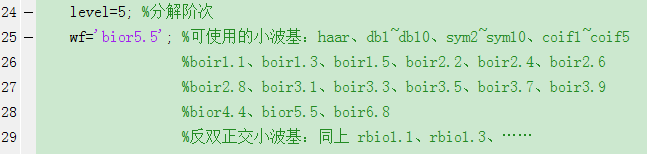 24 — level=5; %分解阶次
25 — wf='bior5.5'; %可使用的小波基：haar、db1~db10、sym2~sym10、coif1~coif5
26 %boir1.1、boir1.3、boir1.5、boir2.2、boir2.4、boir2.6
27 %boir2.8、boir3.1、boir3.3、boir3.5、boir3.7、boir3.9
28 %bior4.4、bior5.5、boir6.8
29 %反双正交小波基：同上 rbio1.1、rbio1.3、……